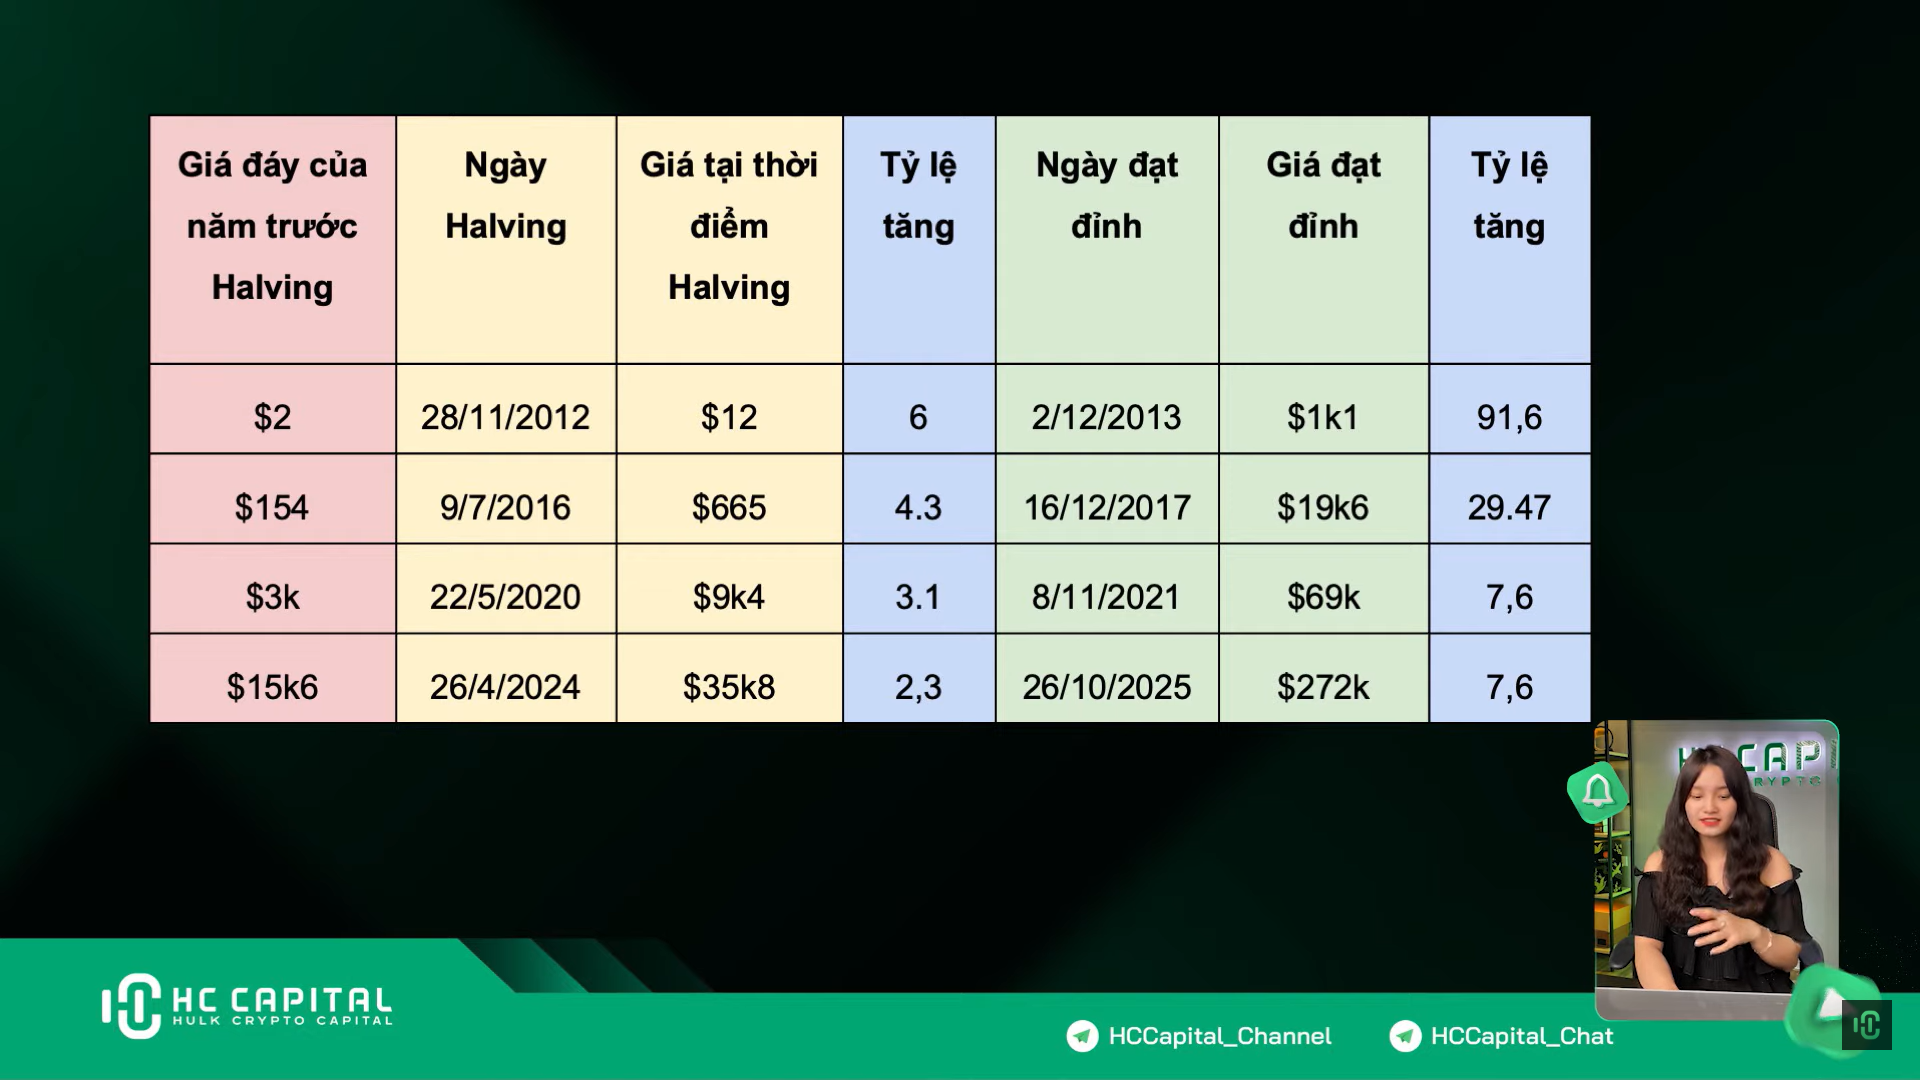 Giá đáy của
năm trước
Halving
Ngày
Halving
Giá tại thời
điểm
Halving
Tỷ lệ
tăng
Ngày đạt
đỉnh
Giá đạt
đỉnh
Tỷ lệ
tăng
$2 28/11/2012 $12 6 2/12/2013 $1k1 91,6
$154 9/7/2016 $665 4.3 16/12/2017 $19k6 29.47
$3k 22/5/2020 $9k4 3.1 8/11/2021 $69k 7,6
$15k6 26/4/2024 $35k8 2,3 26/10/2025 $272k 7,6
HC CAPITAL
HULK CRYPTO CAPITAL
HCCapital_Channel
HCCapital_Chat